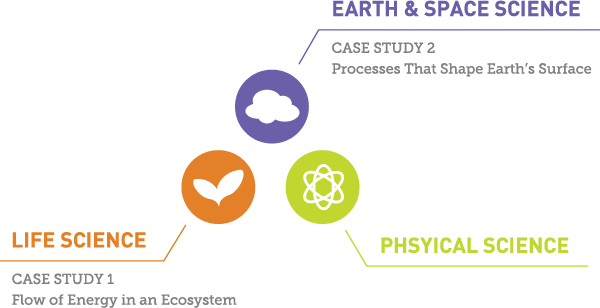 EARTH & SPACE SCIENCE
CASE STUDY 2
Processes That Shape Earth's Surface
LIFE SCIENCE
CASE STUDY 1
Flow of Energy in an Ecosystem
PHSYICAL SCIENCE